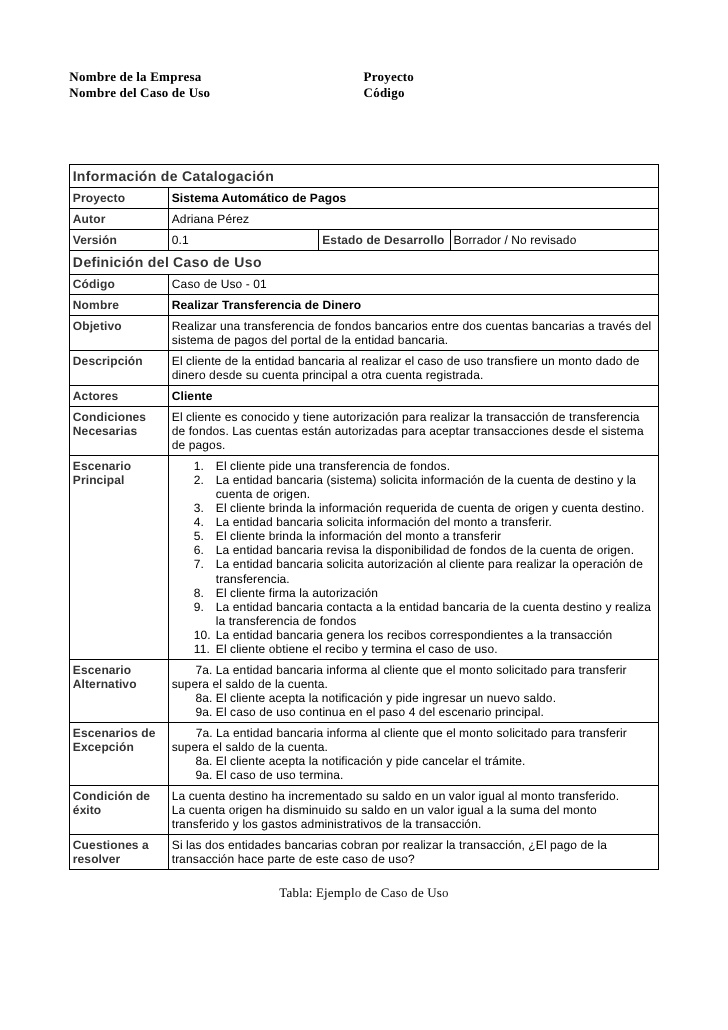 Nombre de la Empresa Proyecto
Nombre del Caso de Uso Código
Información de Catalogación
Proyecto Sistema Automático de Pagos
Autor Adriana Pérez
Versión 0.1 Estado de Desarrollo Borrador / No revisado
Definición del Caso de Uso
Código Caso de Uso - 01
Nombre Realizar Transferencia de Dinero
Objetivo Realizar una transferencia de fondos bancarios entre dos cuentas bancarias a través del
sistema de pagos del portal de la entidad bancaria.
Descripción El cliente de la entidad bancaria al realizar el caso de uso transfiere un monto dado de
dinero desde su cuenta principal a otra cuenta registrada.
Actores Cliente
Condiciones El cliente es conocido y tiene autorización para realizar la transacción de transferencia
Necesarias de fondos. Las cuentas están autorizadas para aceptar transacciones desde el sistema
de pagos.
Escenario 1. El cliente pide una transferencia de fondos.
Principal 2. La entidad bancaria (sistema) solicita información de la cuenta de destino y la
cuenta de origen.
3. El cliente brinda la información requerida de cuenta de origen y cuenta destino.
4. La entidad bancaria solicita información del monto a transferir.
5. El cliente brinda la información del monto a transferir
6. La entidad bancaria revisa la disponibilidad de fondos de la cuenta de origen.
7. La entidad bancaria solicita autorización al cliente para realizar la operación de
transferencia.
8. El cliente firma la autorización
9. La entidad bancaria contacta a la entidad bancaria de la cuenta destino y realiza
la transferencia de fondos
10. La entidad bancaria genera los recibos correspondientes a la transacción
11. El cliente obtiene el recibo y termina el caso de uso.
Escenario 7a. La entidad bancaria informa al cliente que el monto solicitado para transferir
Alternativo supera el saldo de la cuenta.
8a. El cliente acepta la notificación y pide ingresar un nuevo saldo.
9a. El caso de uso continua en el paso 4 del escenario principal.
Escenarios de 7a. La entidad bancaria informa al cliente que el monto solicitado para transferir
Excepción supera el saldo de la cuenta.
8a. El cliente acepta la notificación y pide cancelar el trámite.
9a. El caso de uso termina.
Condición de La cuenta destino ha incrementado su saldo en un valor igual al monto transferido.
éxito La cuenta origen ha disminuido su saldo en un valor igual a la suma del monto
transferido y los gastos administrativos de la transacción.
Cuestiones a Si las dos entidades bancarias cobran por realizar la transacción, ¿El pago de la
resolver transacción hace parte de este caso de uso?
Tabla: Ejemplo de Caso de Uso